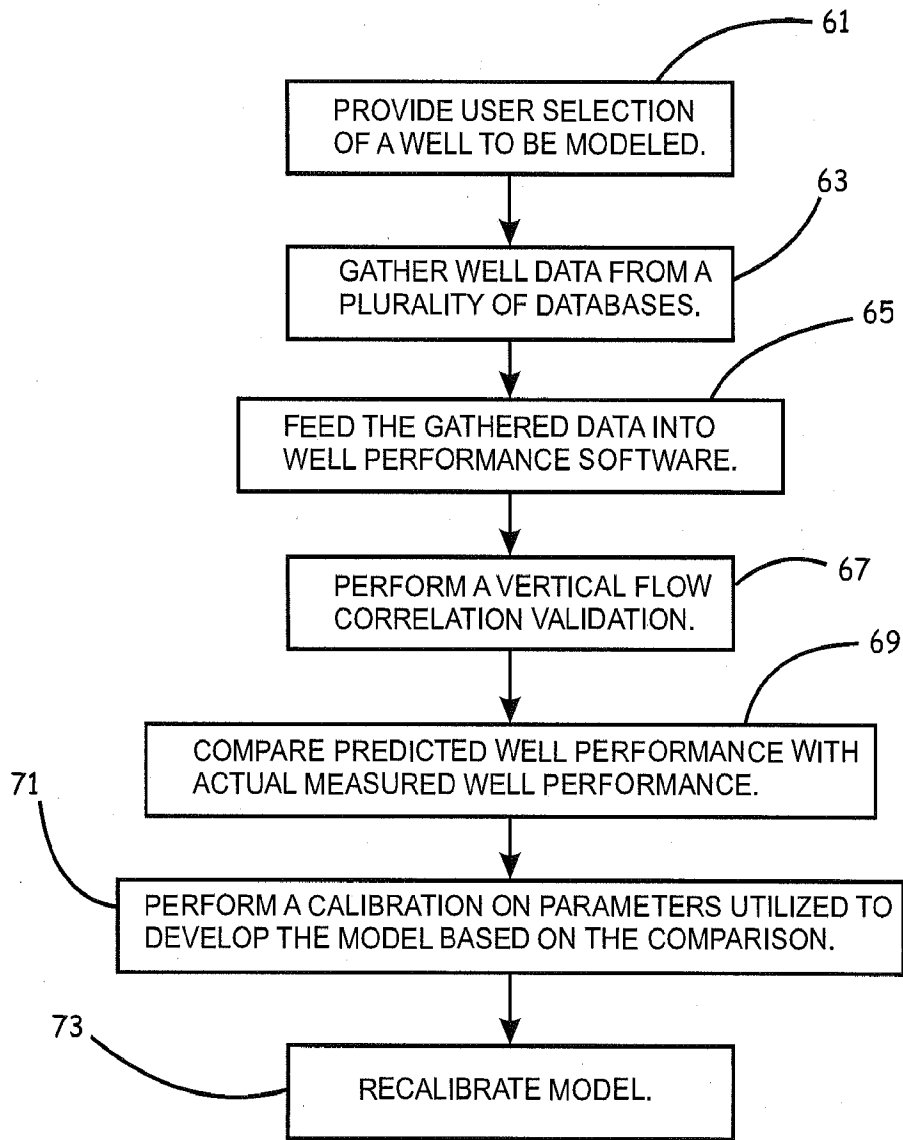 61
PROVIDE USER SELECTION
OF A WELL TO BE MODELED.
63
GATHER WELL DATA FROM A
PLURALITY OF DATABASES.
65
FEED THE GATHERED DATA INTO
WELL PERFORMANCE SOFTWARE.
67
PERFORM A VERTICAL FLOW
CORRELATION VALIDATION.
69
COMPARE PREDICTED WELL PERFORMANCE WITH
ACTUAL MEASURED WELL PERFORMANCE.
71
PERFORM A CALIBRATION ON PARAMETERS UTILIZED TO
DEVELOP THE MODEL BASED ON THE COMPARISON.
73
RECALIBRATE MODEL.